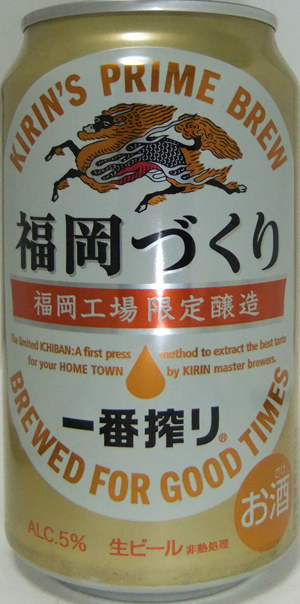 KIRIN'S PRIME BREW
福岡づくり
福岡工場 限定醸造
The limited ICHIBAN: A first press method to extract the best taste
for your HOME TOWN by KIRIN master brewers.
一番搾り®
BREWED FOR GOOD TIMES
さけ
お酒
ALC.5% 生ビール 非熱処理